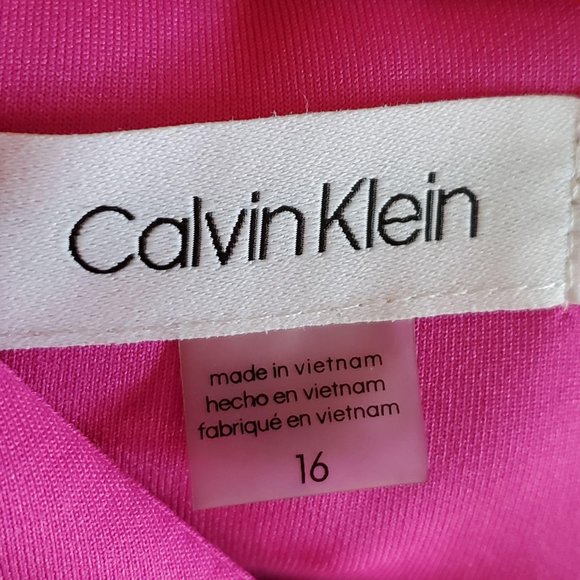 Calvin Klein
made in vietnam
hecho en vietnam
fabriqué en vietnam
16